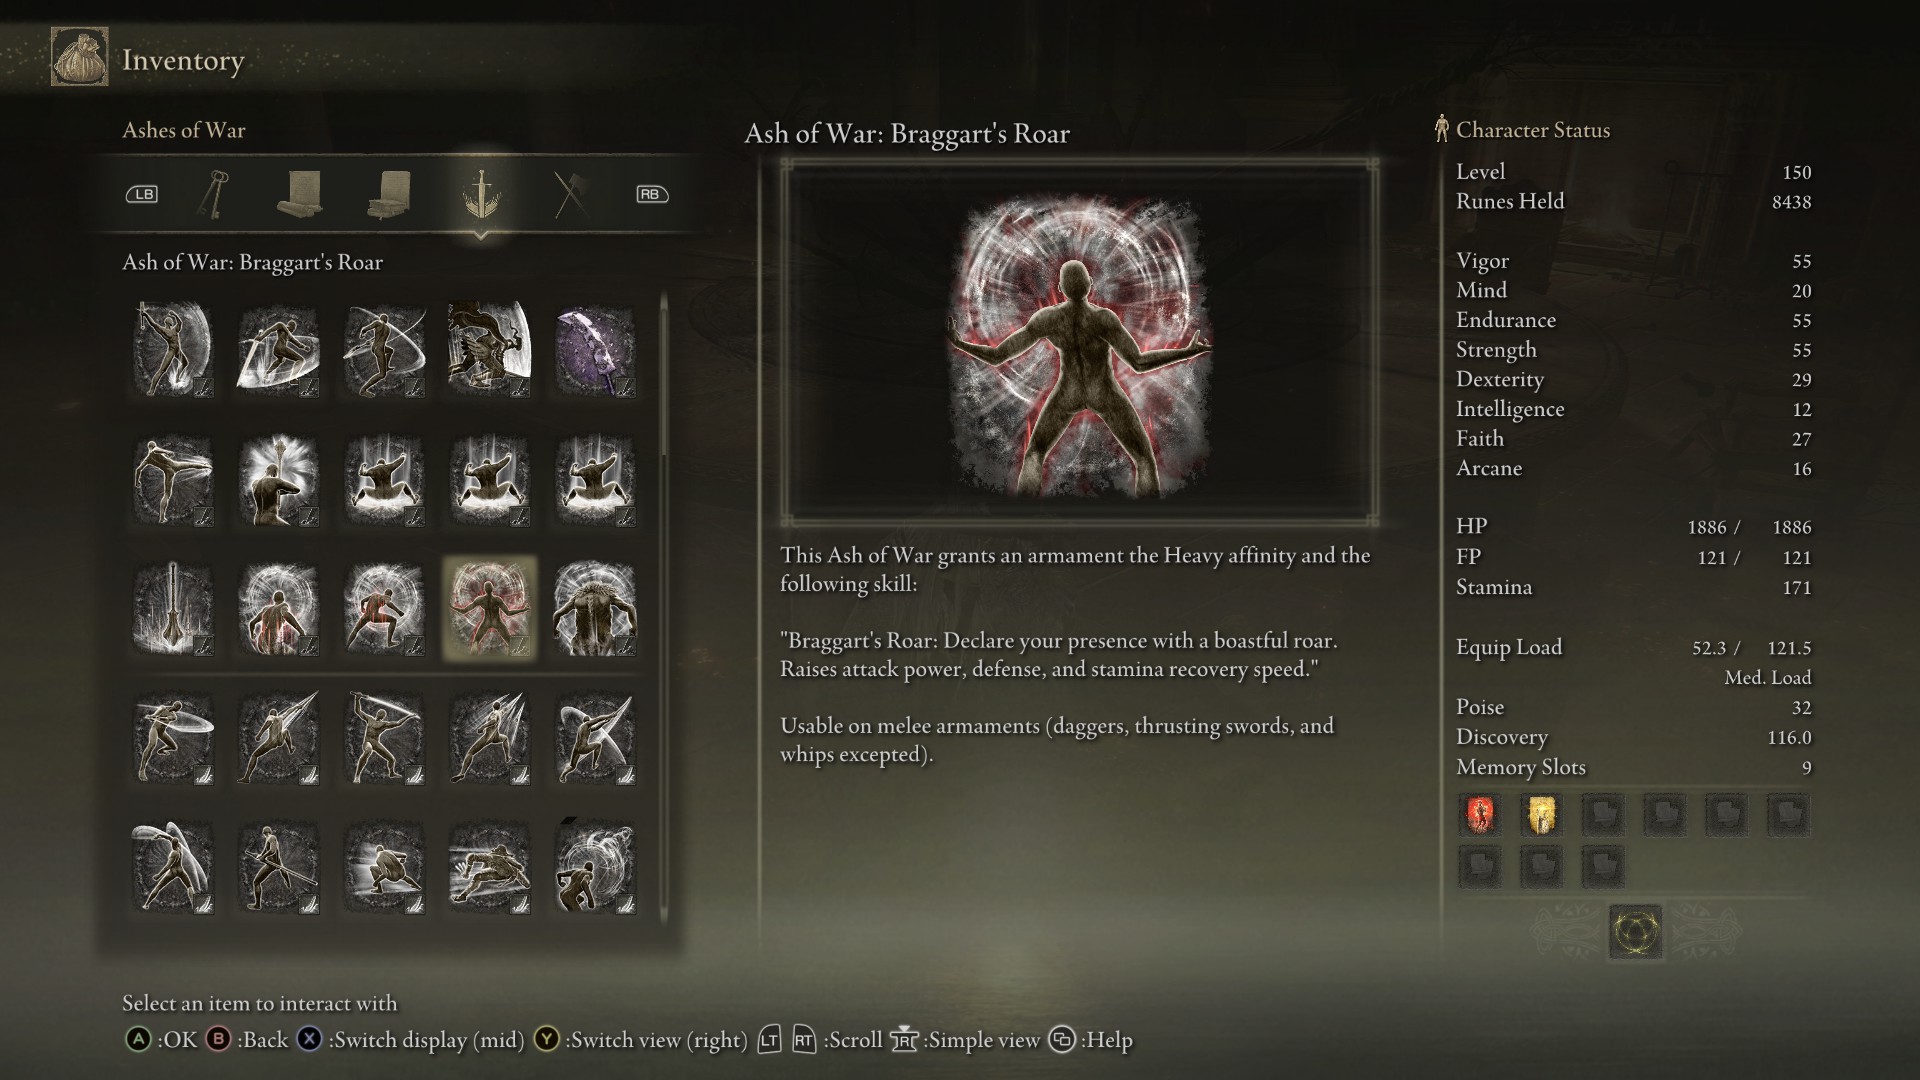 Inventory
Ashes of War
LB
RB
Ash of War: Braggart's Roar
Ash of War: Braggart's Roar
This Ash of War grants an armament the Heavy affinity and the
following skill:
"Braggart's Roar: Declare your presence with a boastful roar.
Raises attack power, defense, and stamina recovery speed."
Usable on melee armaments (daggers, thrusting swords, and
whips excepted).
Character Status
Level 150
Runes Held 8438
Vigor 55
Mind 20
Endurance 55
Strength 55
Dexterity 29
Intelligence 12
Faith 27
Arcane 16
HP 1886 / 1886
FP 121 / 121
Stamina 171
Equip Load 52.3 / 121.5
Med. Load
Poise 32
Discovery 116.0
Memory Slots 9
Select an item to interact with
A :OK B :Back X :Switch display (mid) Y :Switch view (right) LT RT :Scroll R :Simple view :Help